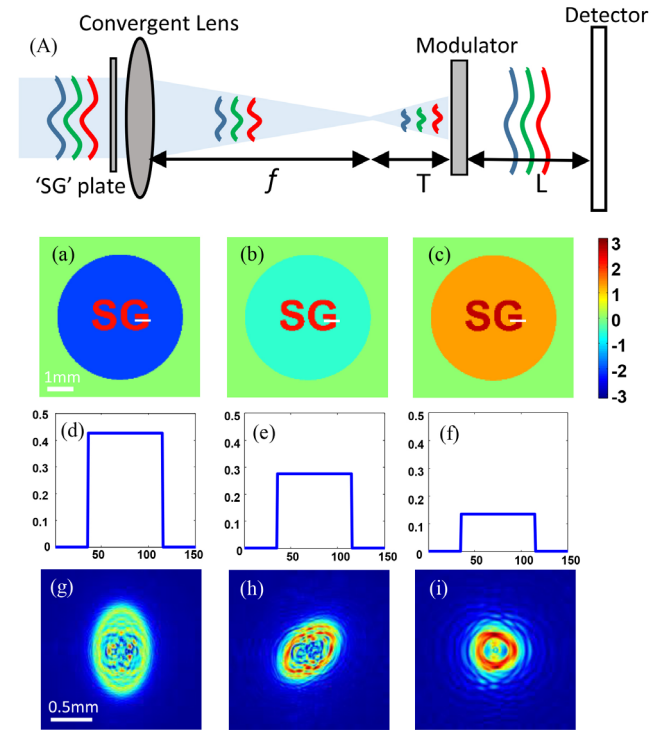 Detector
Convergent Lens
(A)
Modulator
'SG' plate
f
T
L
(a)
(b)
(c)
SG
SG
SG
1mm
3
2
1
0
-1
-2
-3
(d)
(e)
(f)
0.5
0.4
0.3
0.2
0.1
0
50
100
150
0.5
0.4
0.3
0.2
0.1
0
50
100
150
0.5
0.4
0.3
0.2
0.1
0
50
100
150
(g)
(h)
(i)
0.5mm